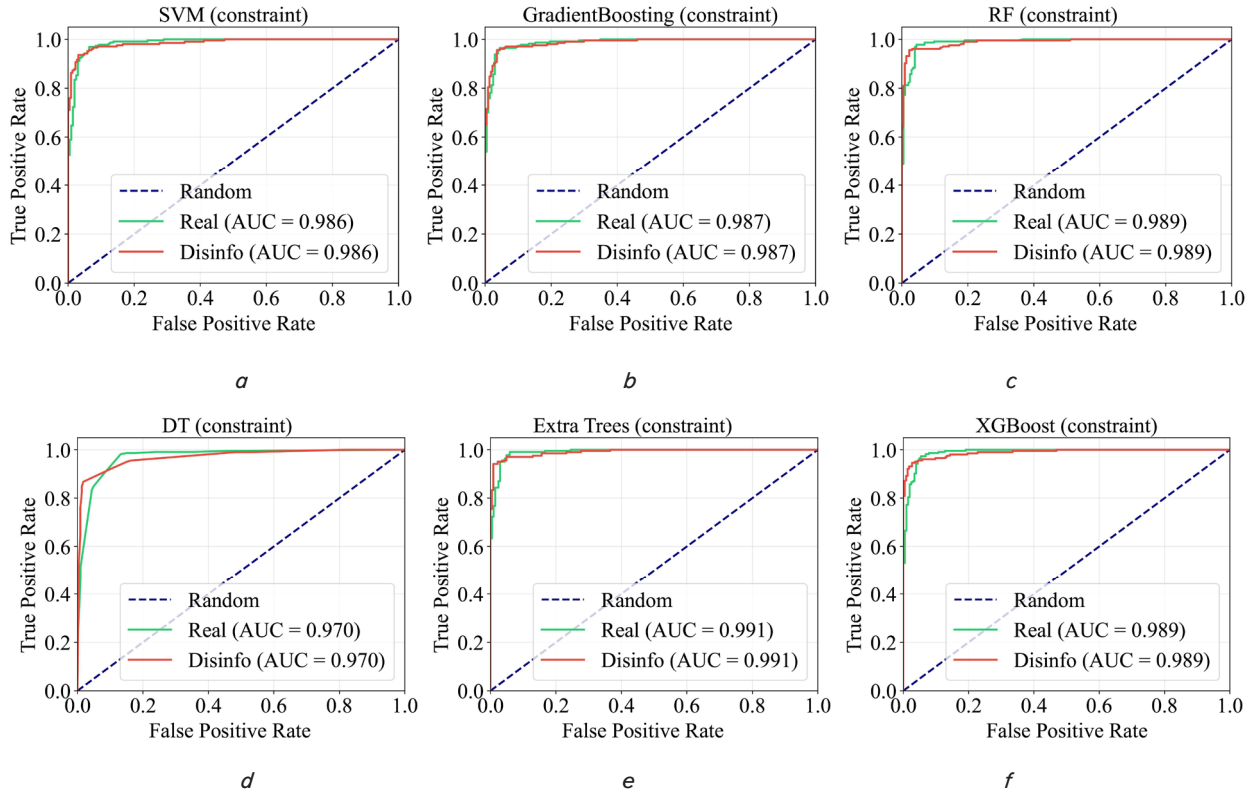 SVM (constraint)
True Positive Rate
1.0
0.8
0.6
0.4
0.2
0.0
Random
Real (AUC = 0.986)
Disinfo (AUC = 0.986)
0.0 0.2 0.4 0.6 0.8 1.0
False Positive Rate
a
GradientBoosting (constraint)
True Positive Rate
1.0
0.8
0.6
0.4
0.2
0.0
Random
Real (AUC = 0.987)
Disinfo (AUC = 0.987)
0.0 0.2 0.4 0.6 0.8 1.0
False Positive Rate
b
RF (constraint)
True Positive Rate
1.0
0.8
0.6
0.4
0.2
0.0
Random
Real (AUC = 0.989)
Disinfo (AUC = 0.989)
0.0 0.2 0.4 0.6 0.8 1.0
False Positive Rate
c
DT (constraint)
True Positive Rate
1.0
0.8
0.6
0.4
0.2
0.0
Random
Real (AUC = 0.970)
Disinfo (AUC = 0.970)
0.0 0.2 0.4 0.6 0.8 1.0
False Positive Rate
d
Extra Trees (constraint)
True Positive Rate
1.0
0.8
0.6
0.4
0.2
0.0
Random
Real (AUC = 0.991)
Disinfo (AUC = 0.991)
0.0 0.2 0.4 0.6 0.8 1.0
False Positive Rate
e
XGBoost (constraint)
True Positive Rate
1.0
0.8
0.6
0.4
0.2
0.0
Random
Real (AUC = 0.989)
Disinfo (AUC = 0.989)
0.0 0.2 0.4 0.6 0.8 1.0
False Positive Rate
f